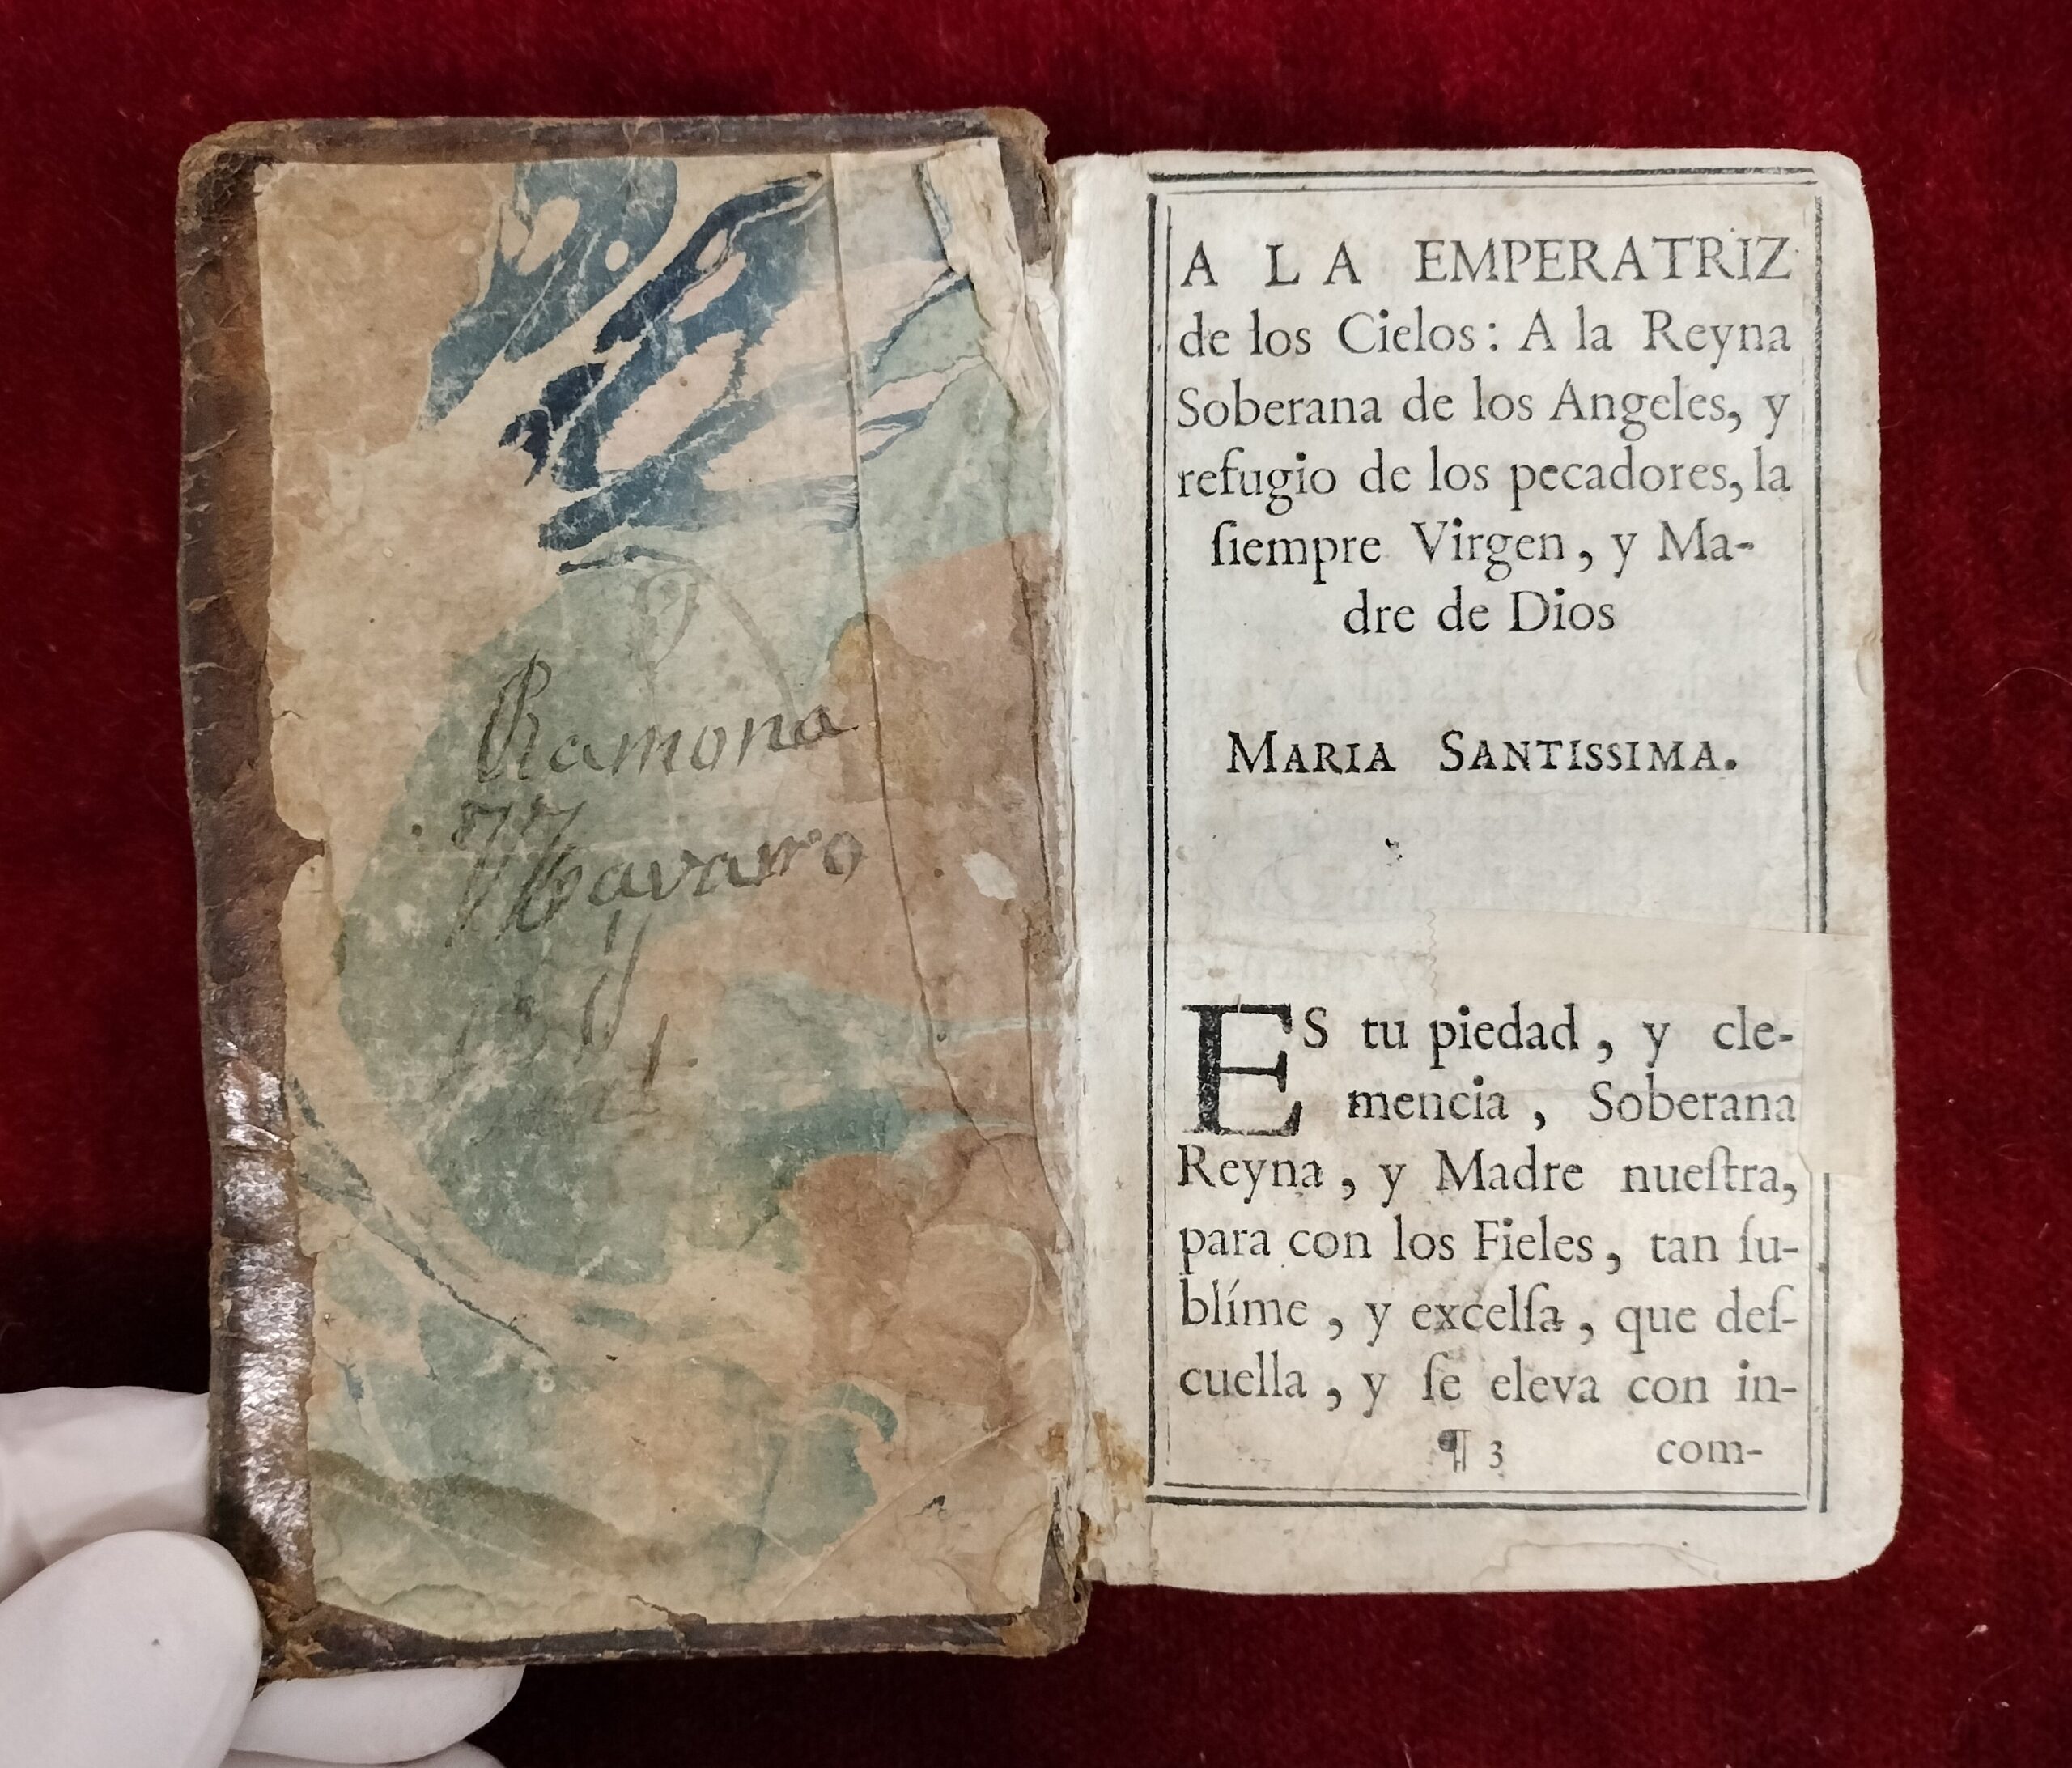 Ramona
Navarro
y
A LA EMPERATRIZ
de los Cielos: A la Reyna
Soberana de los Angeles, y
refugio de los pecadores, la
ſiempre Virgen, y Ma-
dre de Dios
MARIA SANTISSIMA.
ES tu piedad, y cle-
mencia, Soberana
Reyna, y Madre nueſtra,
para con los Fieles, tan ſu-
blíme, y excelſa, que deſ-
cuella, y ſe eleva con in-
¶ 3 com-